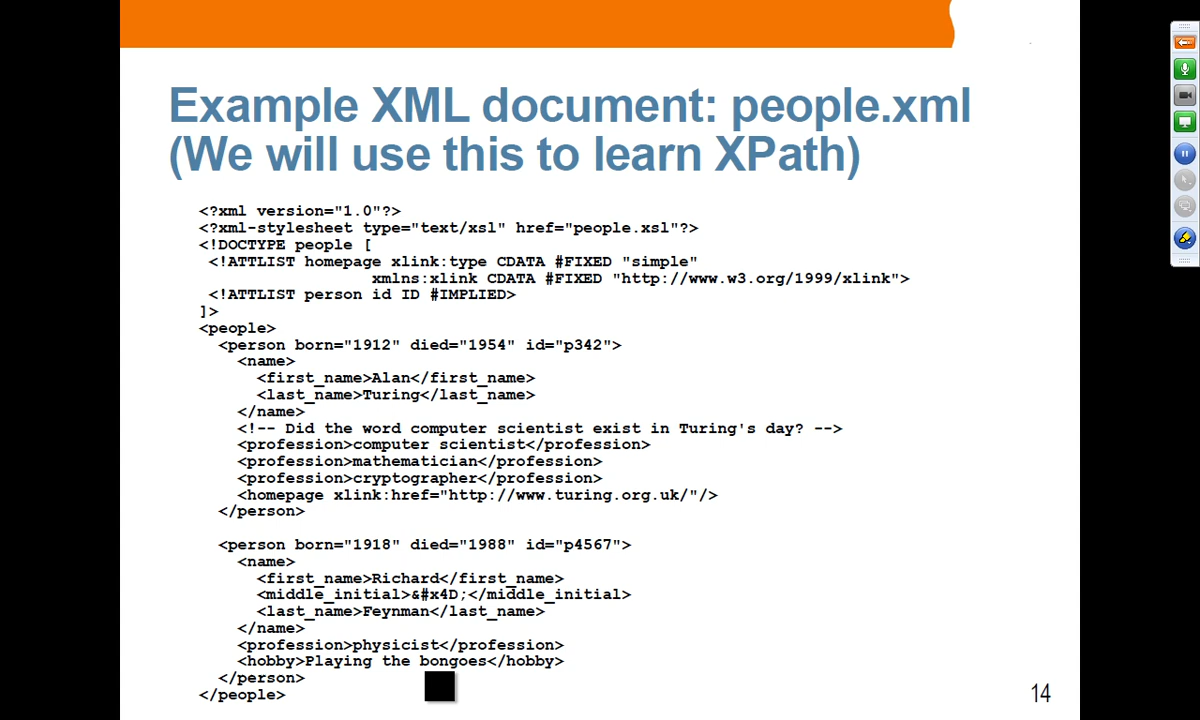 Example XML document: people.xml
(We will use this to learn XPath)
<?xml version="1.0"?>
<?xml-stylesheet type="text/xsl" href="people.xsl"?>
<!DOCTYPE people [
 <!ATTLIST homepage xlink:type CDATA #FIXED "simple"
                  xmlns:xlink CDATA #FIXED "http://www.w3.org/1999/xlink">
 <!ATTLIST person id ID #IMPLIED>
]>
<people>
  <person born="1912" died="1954" id="p342">
    <name>
      <first_name>Alan</first_name>
      <last_name>Turing</last_name>
    </name>
    <!-- Did the word computer scientist exist in Turing's day? -->
    <profession>computer scientist</profession>
    <profession>mathematician</profession>
    <profession>cryptographer</profession>
    <homepage xlink:href="http://www.turing.org.uk/"/>
  </person>
  <person born="1918" died="1988" id="p4567">
    <name>
      <first_name>Richard</first_name>
      <middle_initial>&#x4D;</middle_initial>
      <last_name>Feynman</last_name>
    </name>
    <profession>physicist</profession>
    <hobby>Playing the bongoes</hobby>
  </person>
</people>
14